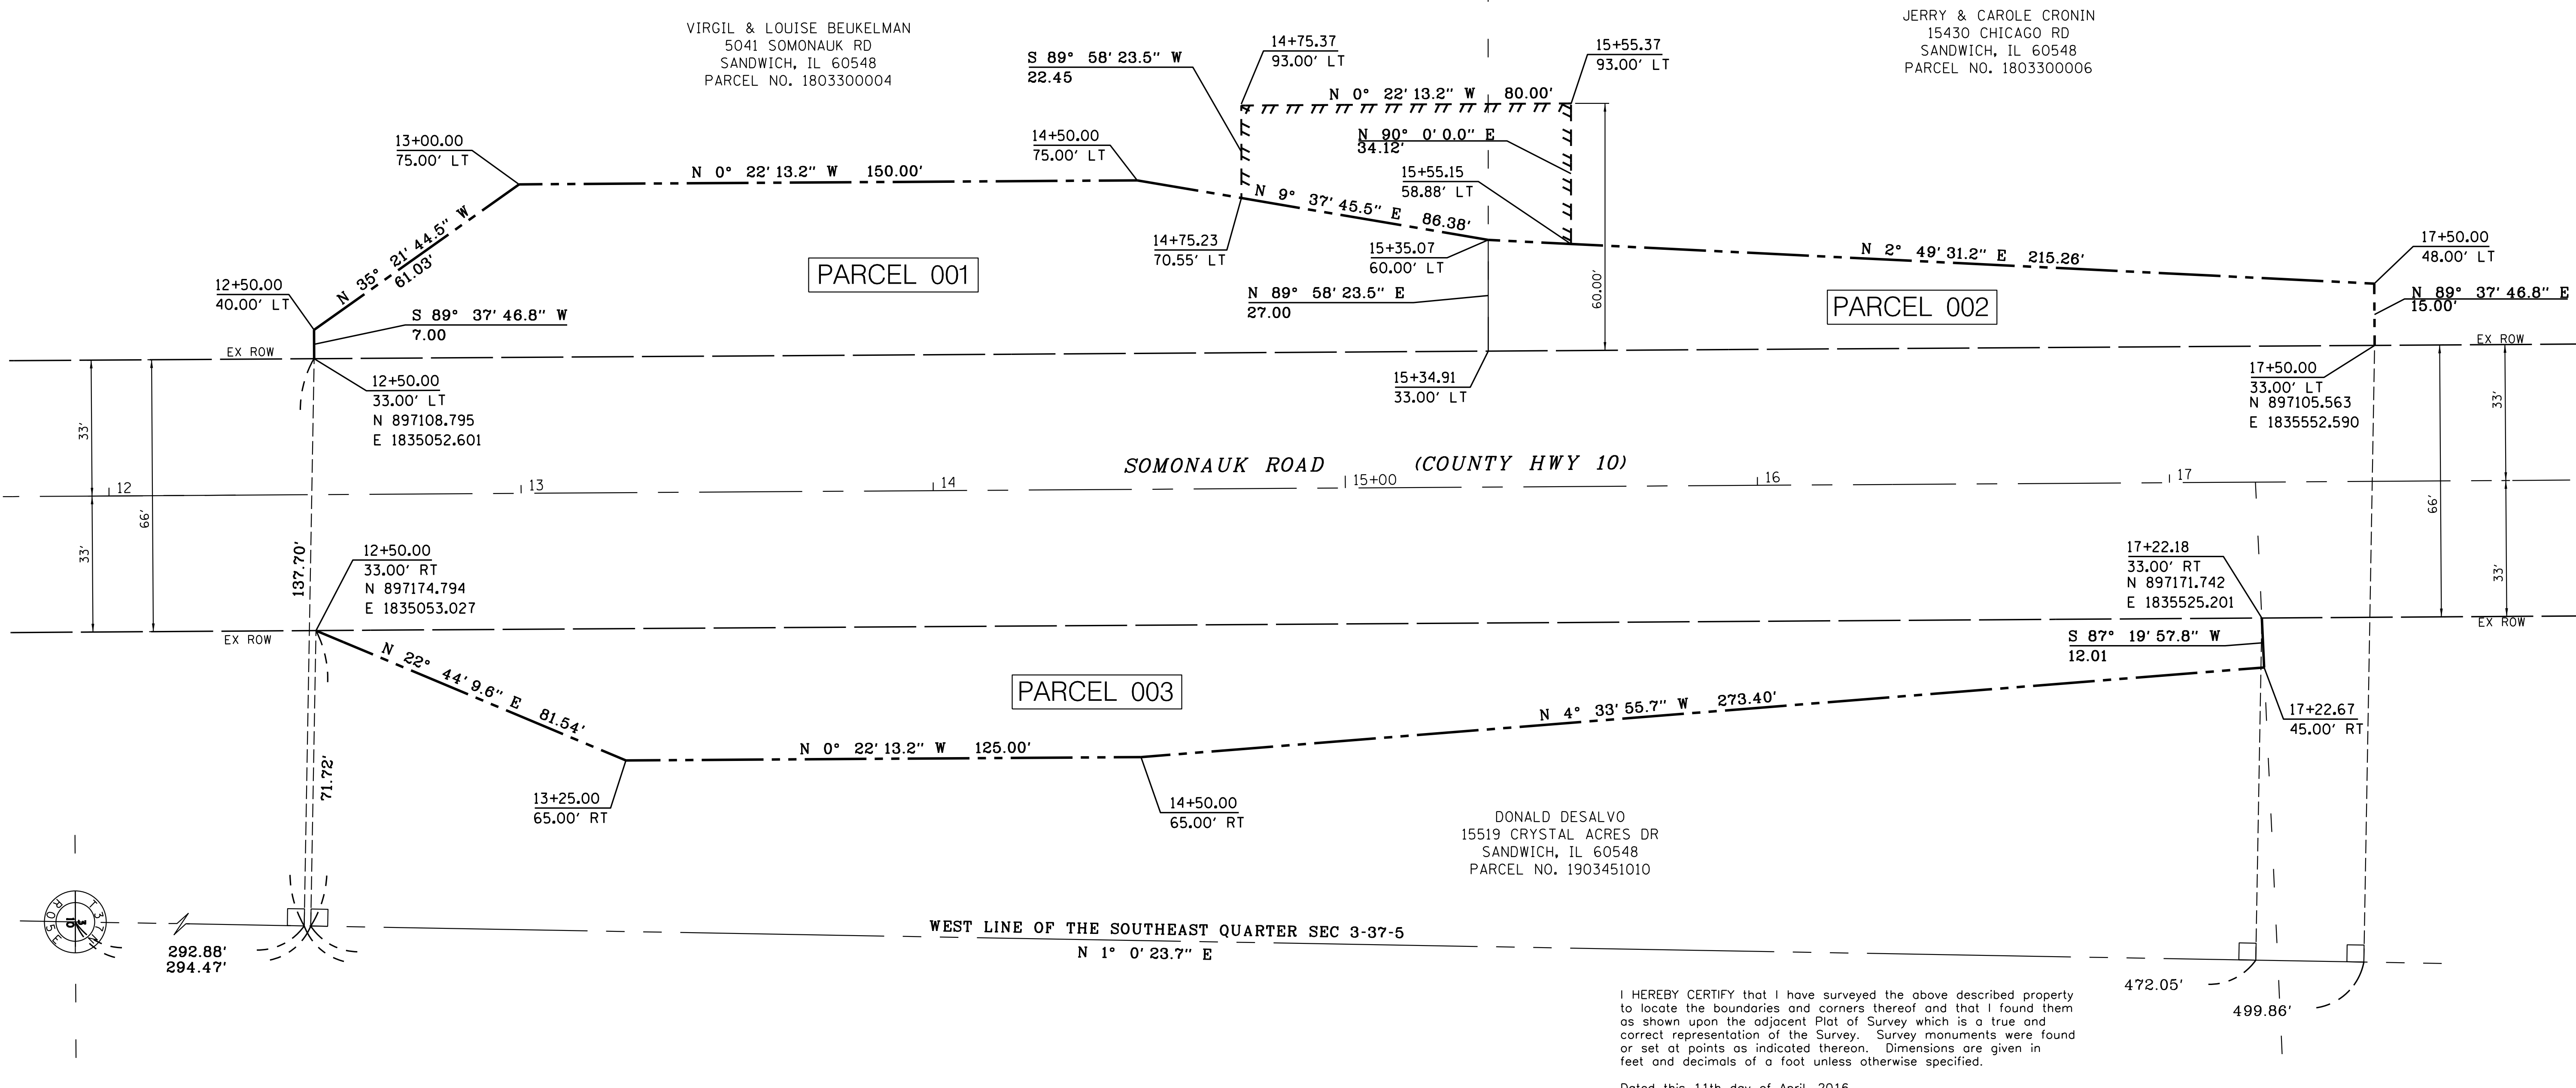 VIRGIL & LOUISE BEUKELMAN
5041 SOMONAUK RD
SANDWICH, IL 60548
PARCEL NO. 1803300004
JERRY & CAROLE CRONIN
15430 CHICAGO RD
SANDWICH, IL 60548
PARCEL NO. 1803300006
S 89° 58' 23.5" W
22.45
14+75.37
93.00' LT
15+55.37
93.00' LT
N 0° 22' 13.2" W 80.00'
13+00.00
75.00' LT
14+50.00
75.00' LT
N 90° 0' 0.0" E
34.12'
N 0° 22' 13.2" W 150.00'
15+55.15
58.88' LT
N 9° 37' 45.5" E 86.38'
N 35° 21' 44.5" W
61.03'
14+75.23
70.55' LT
15+35.07
60.00' LT
N 2° 49' 31.2" E 215.26'
17+50.00
48.00' LT
PARCEL 001
12+50.00
40.00' LT
N 89° 58' 23.5" E
27.00
60.00'
PARCEL 002
N 89° 37' 46.8" E
15.00'
S 89° 37' 46.8" W
7.00
EX ROW
EX ROW
12+50.00
33.00' LT
N 897108.795
E 1835052.601
15+34.91
33.00' LT
17+50.00
33.00' LT
N 897105.563
E 1835552.590
33'
33'
SOMONAUK ROAD (COUNTY HWY 10)
12
13
14
15+00
16
17
66'
66'
33'
33'
137.70'
12+50.00
33.00' RT
N 897174.794
E 1835053.027
17+22.18
33.00' RT
N 897171.742
E 1835525.201
EX ROW
EX ROW
S 87° 19' 57.8" W
12.01
N 22° 44' 9.6" E 81.54'
PARCEL 003
N 4° 33' 55.7" W 273.40'
17+22.67
45.00' RT
N 0° 22' 13.2" W 125.00'
71.72'
13+25.00
65.00' RT
14+50.00
65.00' RT
DONALD DESALVO
15519 CRYSTAL ACRES DR
SANDWICH, IL 60548
PARCEL NO. 1903451010
T37N
R05E
10
WEST LINE OF THE SOUTHEAST QUARTER SEC 3-37-5
N 1° 0' 23.7" E
292.88'
294.47'
472.05'
499.86'
I HEREBY CERTIFY that I have surveyed the above described property
to locate the boundaries and corners thereof and that I found them
as shown upon the adjacent Plat of Survey which is a true and
correct representation of the Survey. Survey monuments were found
or set at points as indicated thereon. Dimensions are given in
feet and decimals of a foot unless otherwise specified.
Dated this 11th day of April, 2016